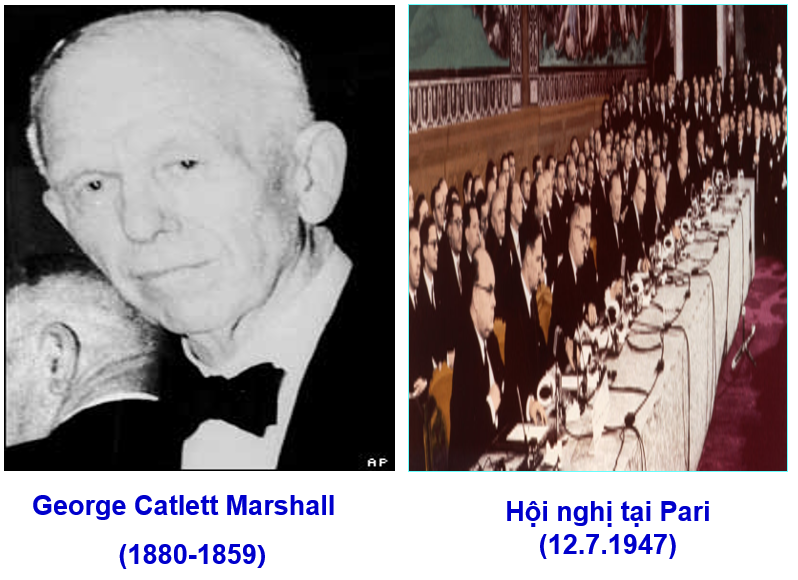 AP
George Catlett Marshall
(1880-1859)
Hội nghị tại Pari
(12.7.1947)